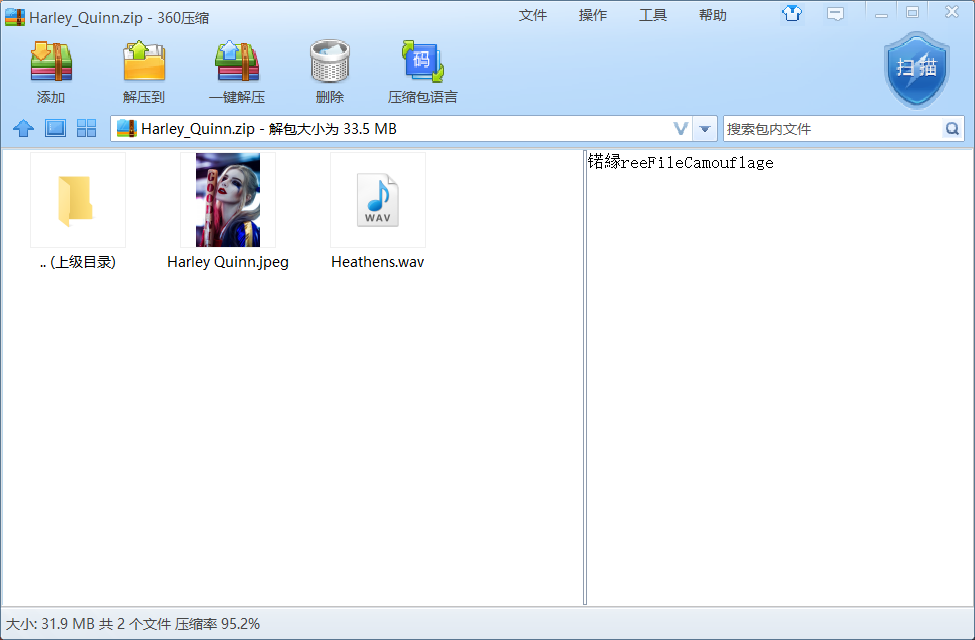 Harley_Quinn.zip - 360压缩
文件 操作 工具 帮助
添加 解压到 一键解压 删除 压缩包语言
码
扫描
Harley_Quinn.zip - 解包大小为 33.5 MB
搜索包内文件
锘缘reeFileCamouflage
WAV
.. (上级目录) Harley Quinn.jpeg Heathens.wav
大小: 31.9 MB 共 2 个文件 压缩率 95.2%